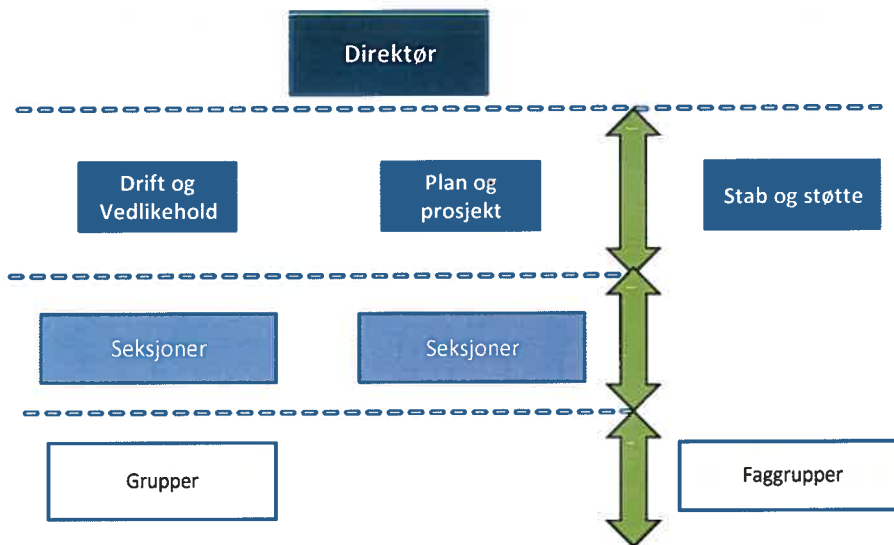 Direktør
Drift og
Vedlikehold
Plan og
prosjekt
Stab og støtte
Seksjoner
Seksjoner
Grupper
Faggrupper